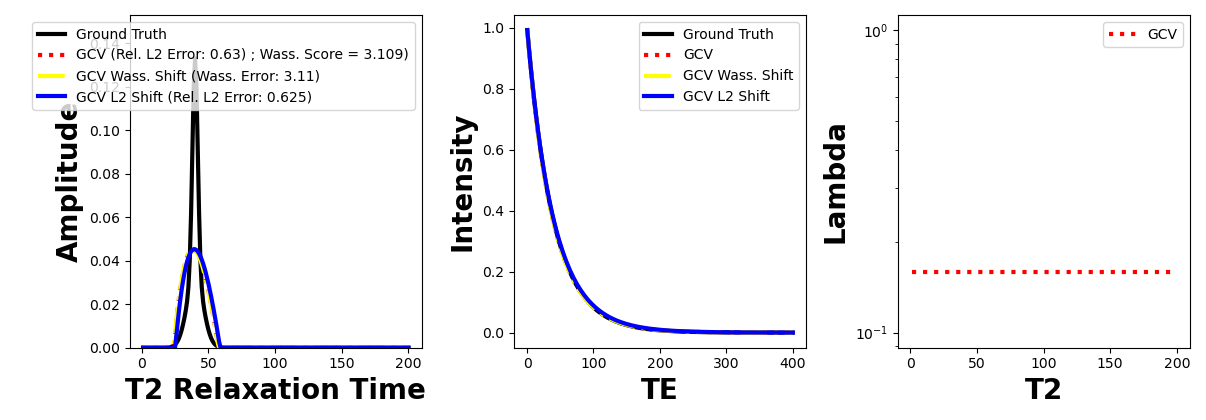 Ground Truth
GCV (Rel. L2 Error: 0.63) ; Wass. Score = 3.109)
GCV Wass. Shift (Wass. Error: 3.11)
GCV L2 Shift (Rel. L2 Error: 0.625)
0.14
0.12
0.10
0.08
0.06
0.04
0.02
0.00
0
50
100
150
200
Amplitude
T2 Relaxation Time
Ground Truth
GCV
GCV Wass. Shift
GCV L2 Shift
1.0
0.8
0.6
0.4
0.2
0.0
0
100
200
300
400
Intensity
TE
GCV
10⁰
10⁻¹
0
50
100
150
200
Lambda
T2